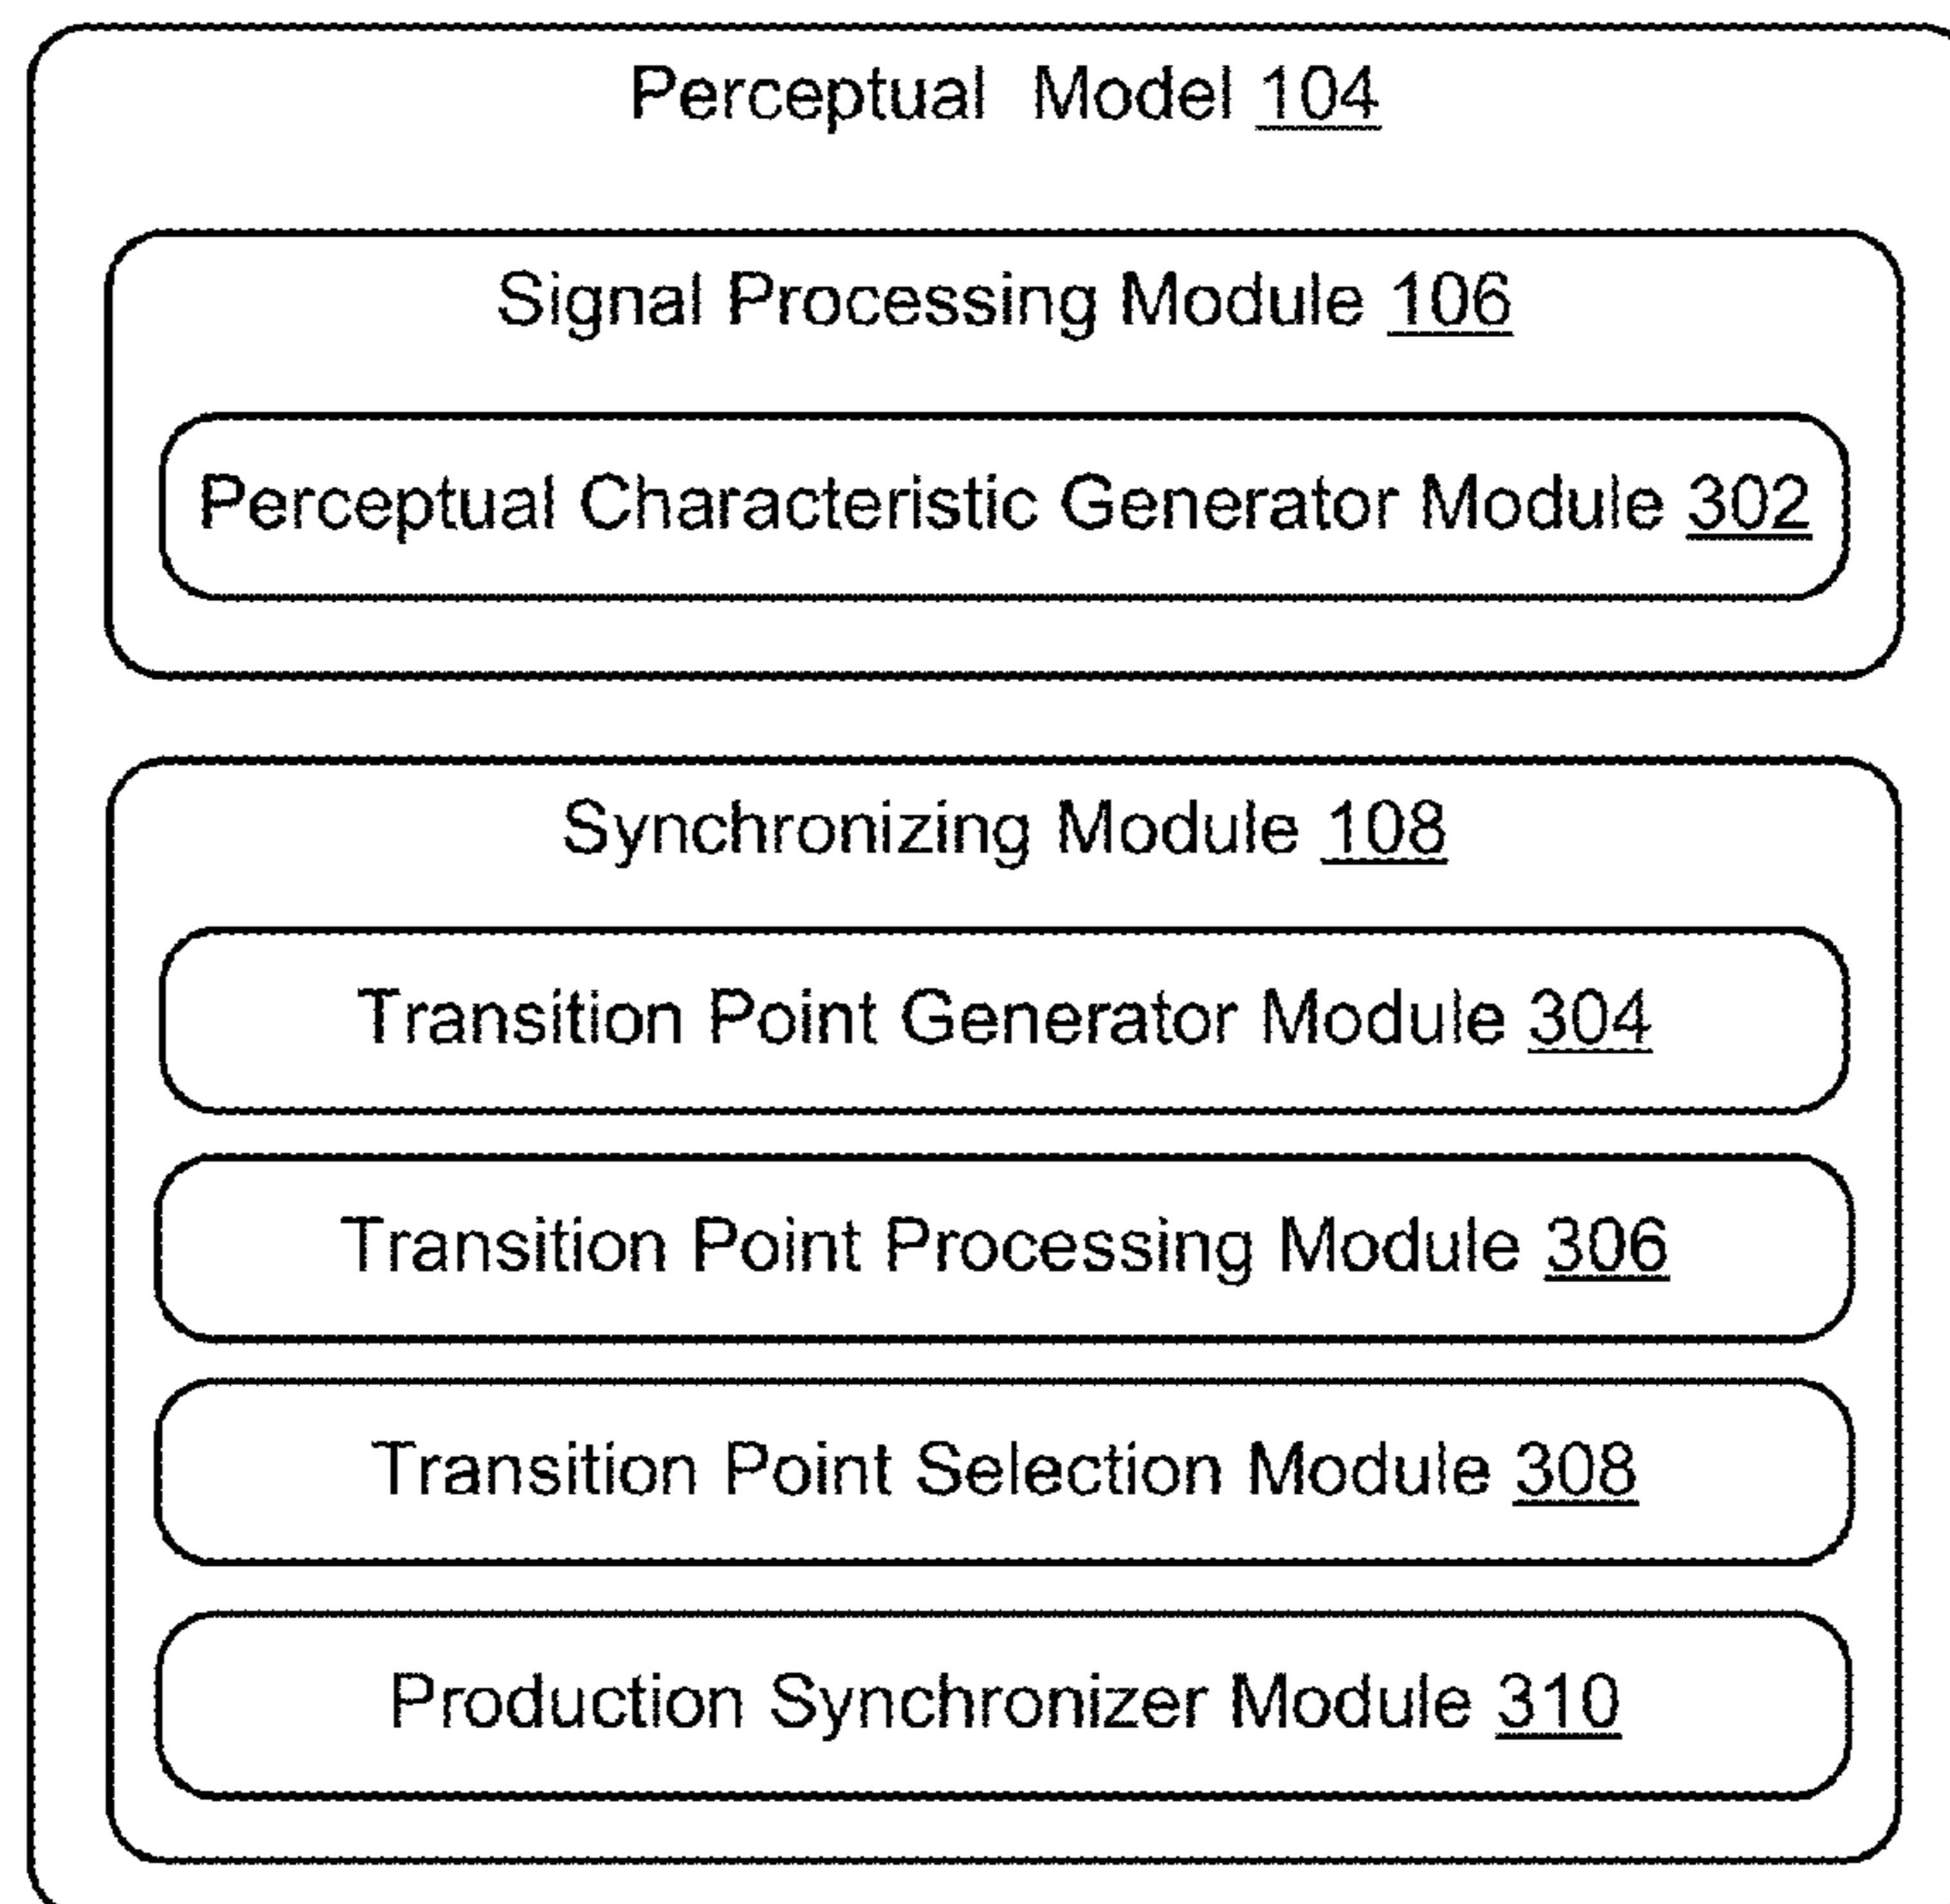 Perceptual Model 104
Signal Processing Module 106
Perceptual Characteristic Generator Module 302
Synchronizing Module 108
Transition Point Generator Module 304
Transition Point Processing Module 306
Transition Point Selection Module 308
Production Synchronizer Module 310